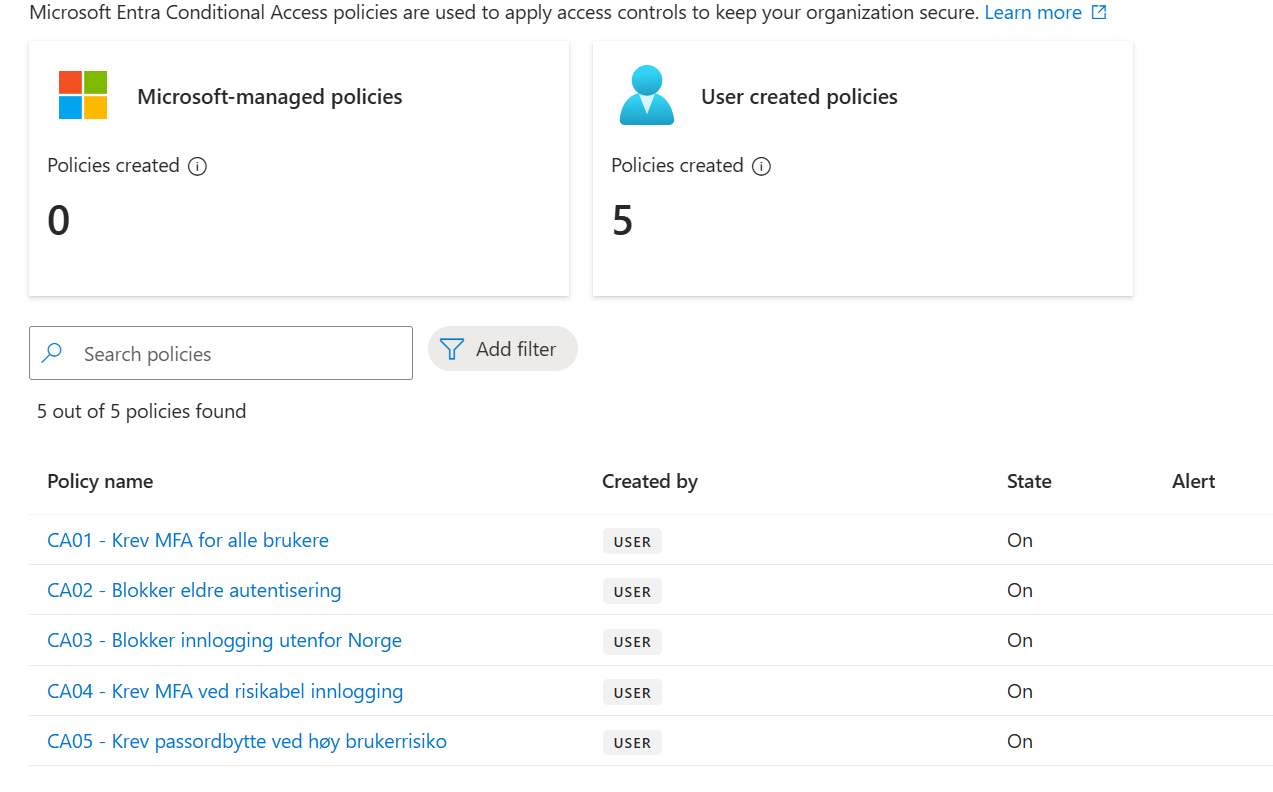 Microsoft Entra Conditional Access policies are used to apply access controls to keep your organization secure. Learn more
Microsoft-managed policies
Policies created
0
User created policies
Policies created
5
Search policies
Add filter
5 out of 5 policies found
Policy name Created by State Alert
CA01 - Krev MFA for alle brukere USER On
CA02 - Blokker eldre autentisering USER On
CA03 - Blokker innlogging utenfor Norge USER On
CA04 - Krev MFA ved risikabel innlogging USER On
CA05 - Krev passordbytte ved høy brukerrisiko USER On